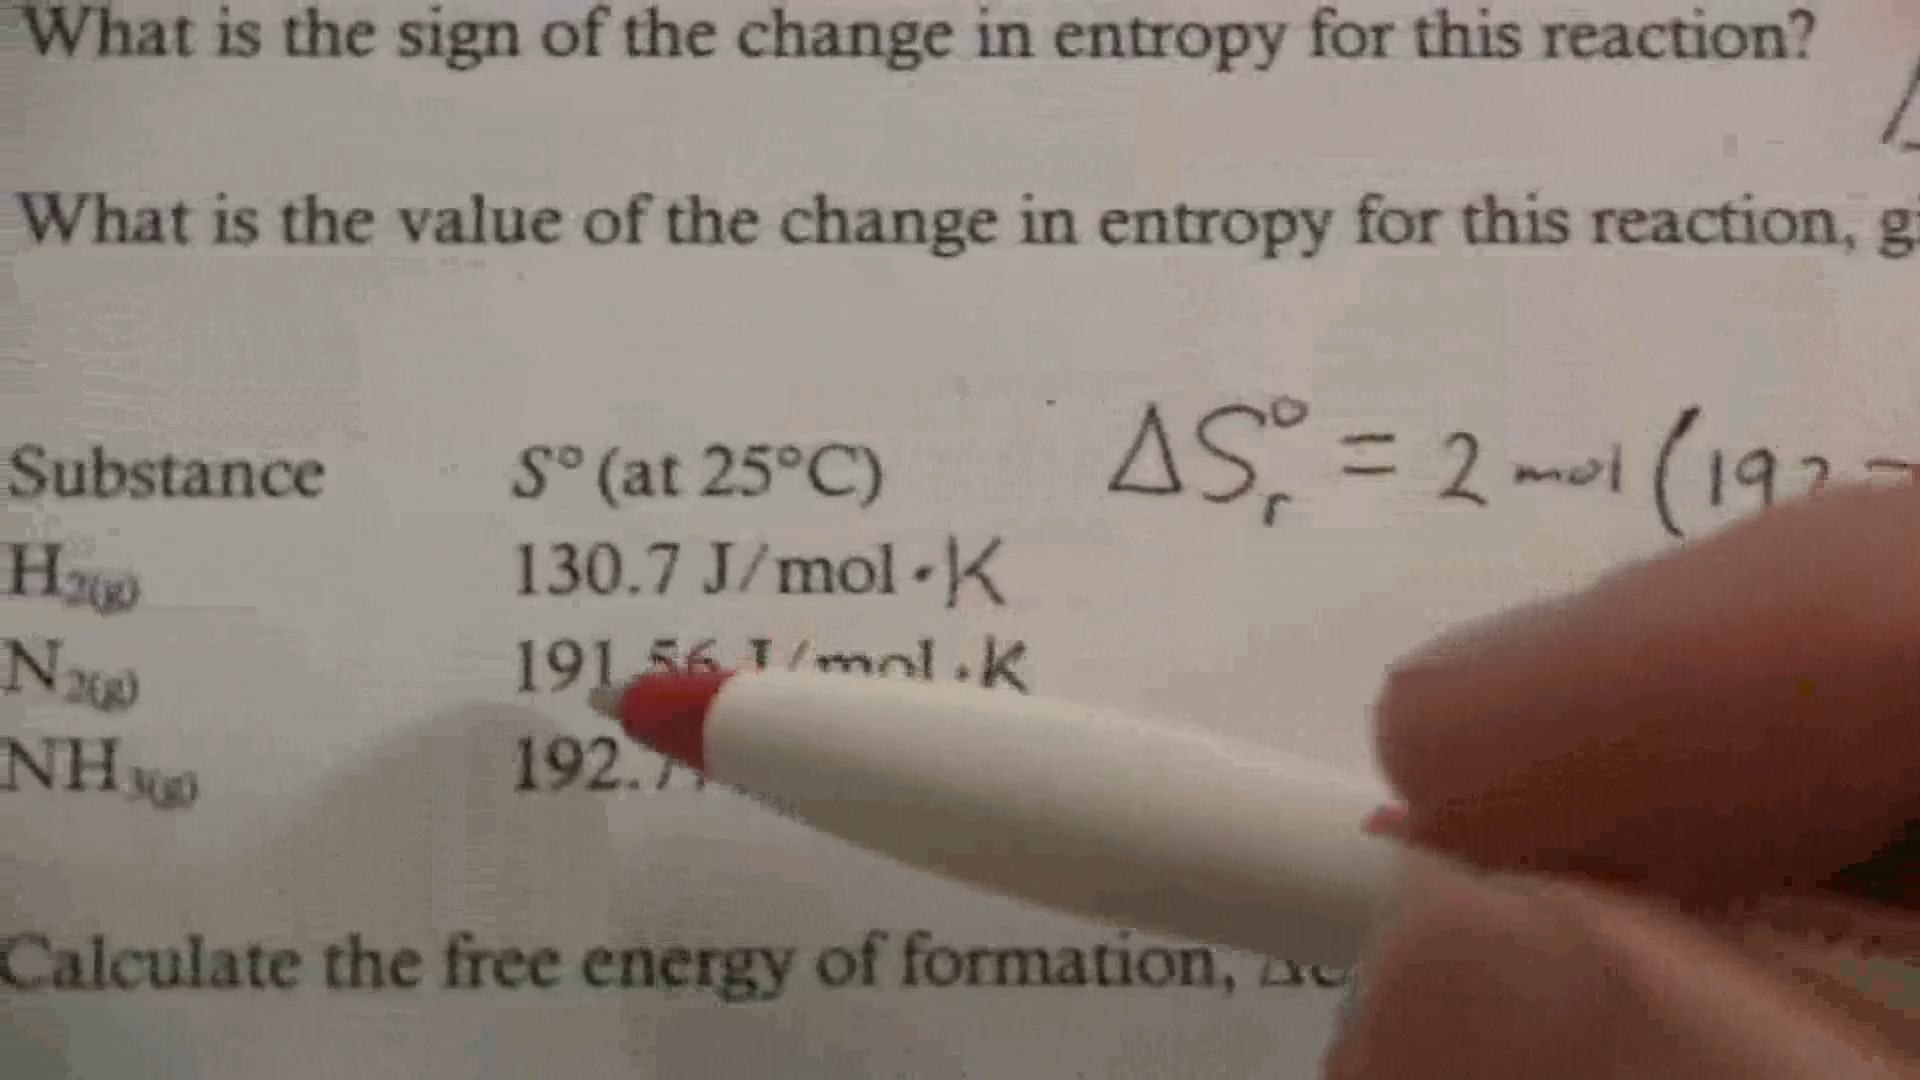 What is the sign of the change in entropy for this reaction?
What is the value of the change in entropy for this reaction,
Substance S° (at 25°C) ΔS°r = 2 mol (192
H2(g) 130.7 J/mol·K
N2(g) 191.56 J/mol·K
NH3(g) 192.
Calculate the free energy of formation,